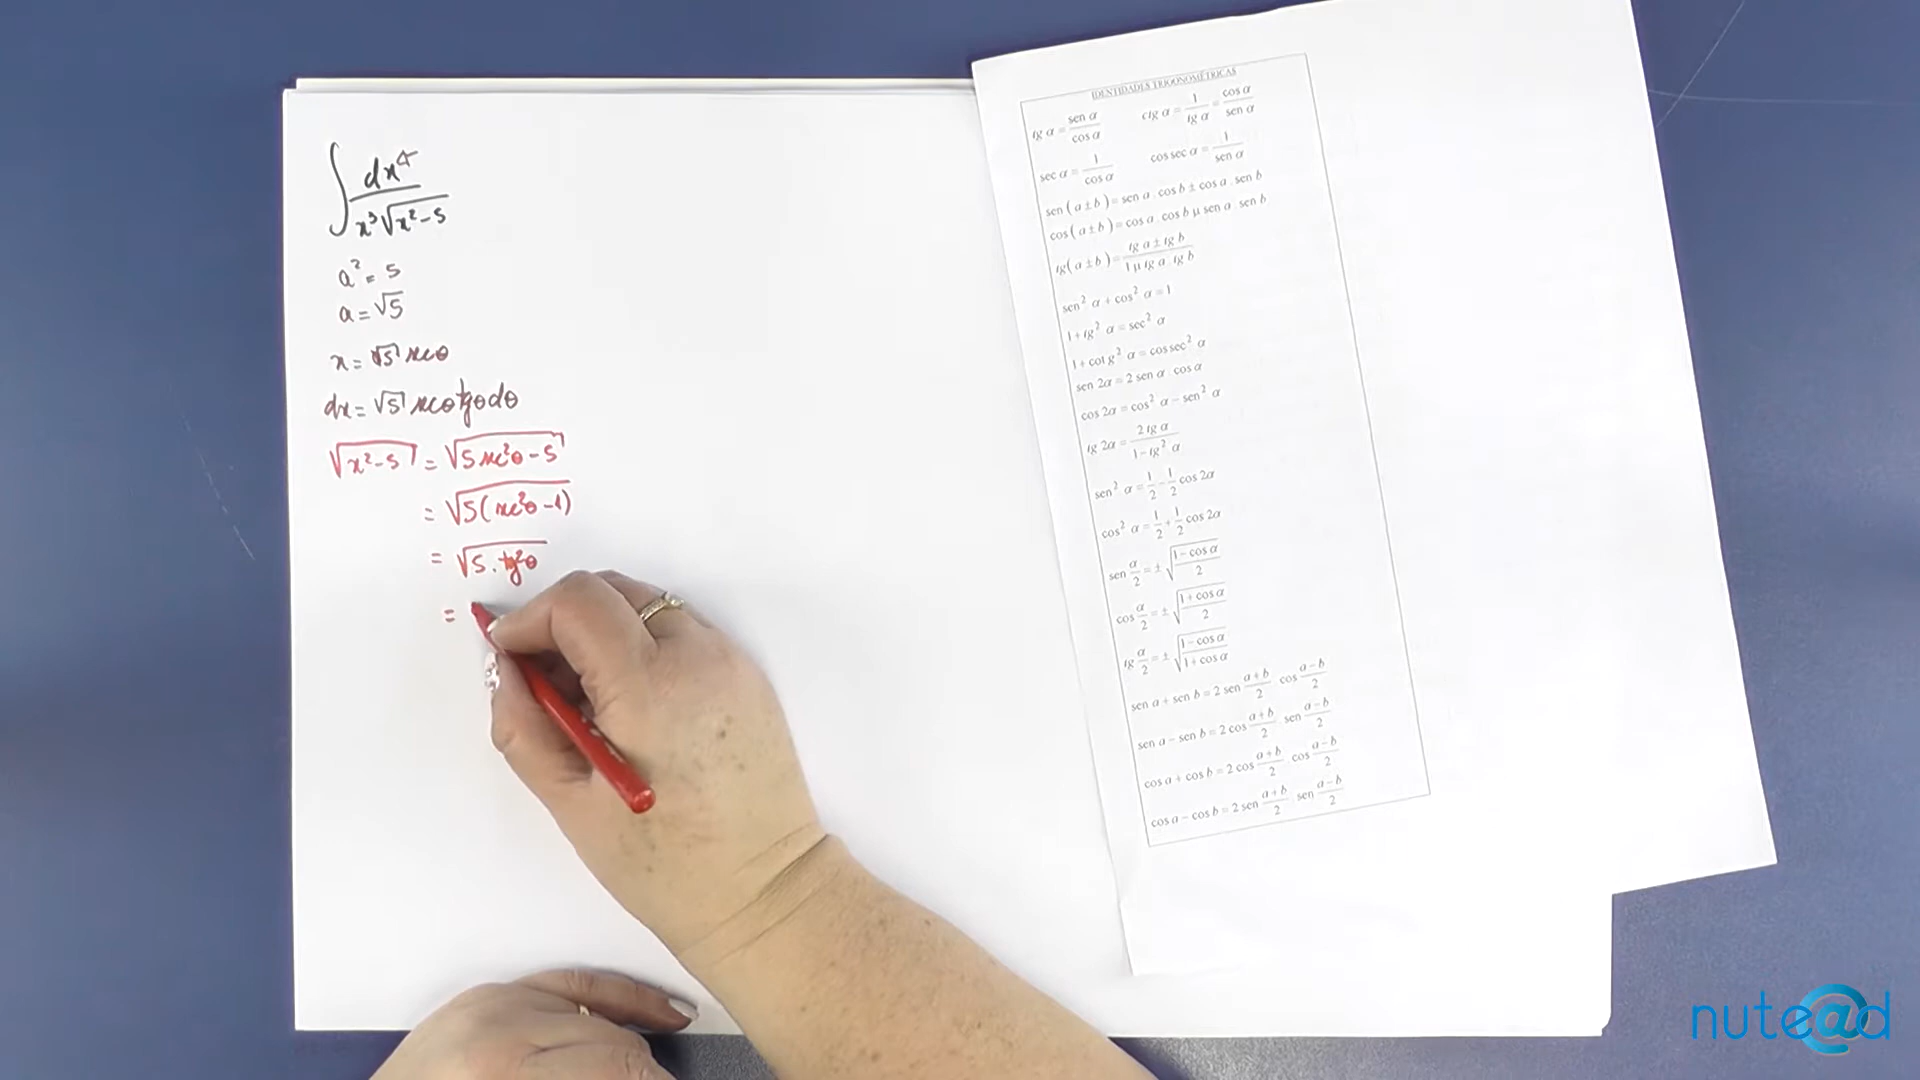 ∫ dx⁴ / x³√x²-5
a² = 5
a = √5
x = √5 secθ
dx = √5 secθ tgθ dθ
√x²-5 = √5 sec²θ - 5
= √5(sec²θ - 1)
= √5 . tg²θ
=
IDENTIDADES TRIGONOMÉTRICAS
tg α = sen α / cos α ctg α = 1 / tg α = cos α / sen α
sec α = 1 / cos α cos sec α = 1 / sen α
sen(a ± b) = sen a . cos b ± cos a . sen b
cos(a ± b) = cos a . cos b μ sen a . sen b
tg(a ± b) = tg a ± tg b / 1 μ tg a . tg b
sen² α + cos² α = 1
1 + tg² α = sec² α
1 + cot g² α = cos sec² α
sen 2α = 2 sen α . cos α
cos 2α = cos² α - sen² α
tg 2α = 2 tg α / 1 - tg² α
sen² α = 1/2 - 1/2 cos 2α
cos² α = 1/2 + 1/2 cos 2α
sen α/2 = ± √1 - cos α / 2
cos α/2 = ± √1 + cos α / 2
tg α/2 = ± √1 - cos α / 1 + cos α
sen a + sen b = 2 sen a + b / 2 . cos a - b / 2
sen a - sen b = 2 cos a + b / 2 . sen a - b / 2
cos a + cos b = 2 cos a + b / 2 . cos a - b / 2
cos a - cos b = 2 sen a + b / 2 . sen a - b / 2
nute@d